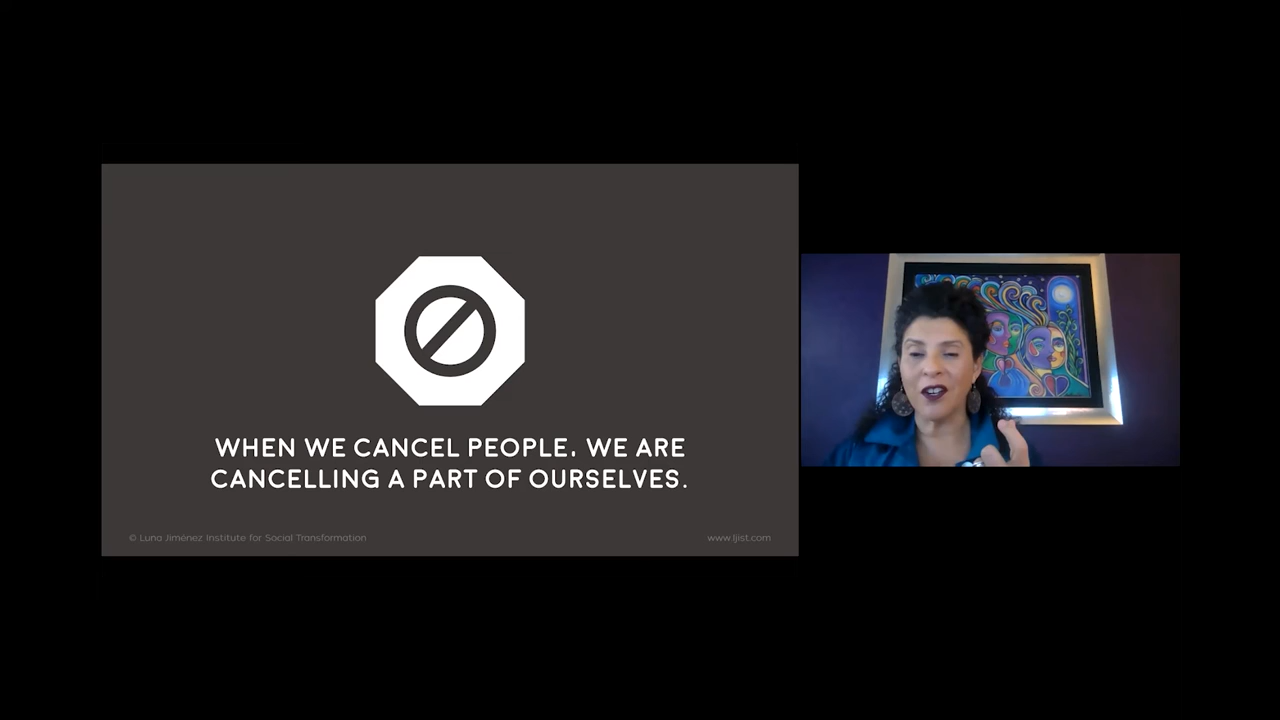 WHEN WE CANCEL PEOPLE. WE ARE
CANCELLING A PART OF OURSELVES.
© Luna Jiménez Institute for Social Transformation
www.ljist.com